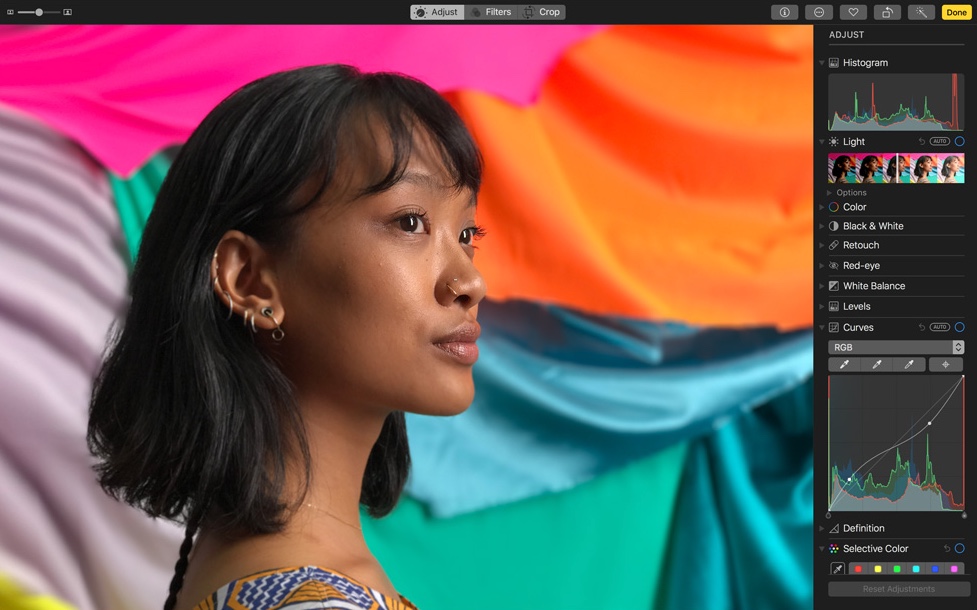 Adjust
Filters
Crop
Done
ADJUST
Histogram
Light
AUTO
Options
Color
Black & White
Retouch
Red-eye
White Balance
Levels
Curves
AUTO
RGB
Definition
Selective Color
Reset Adjustments